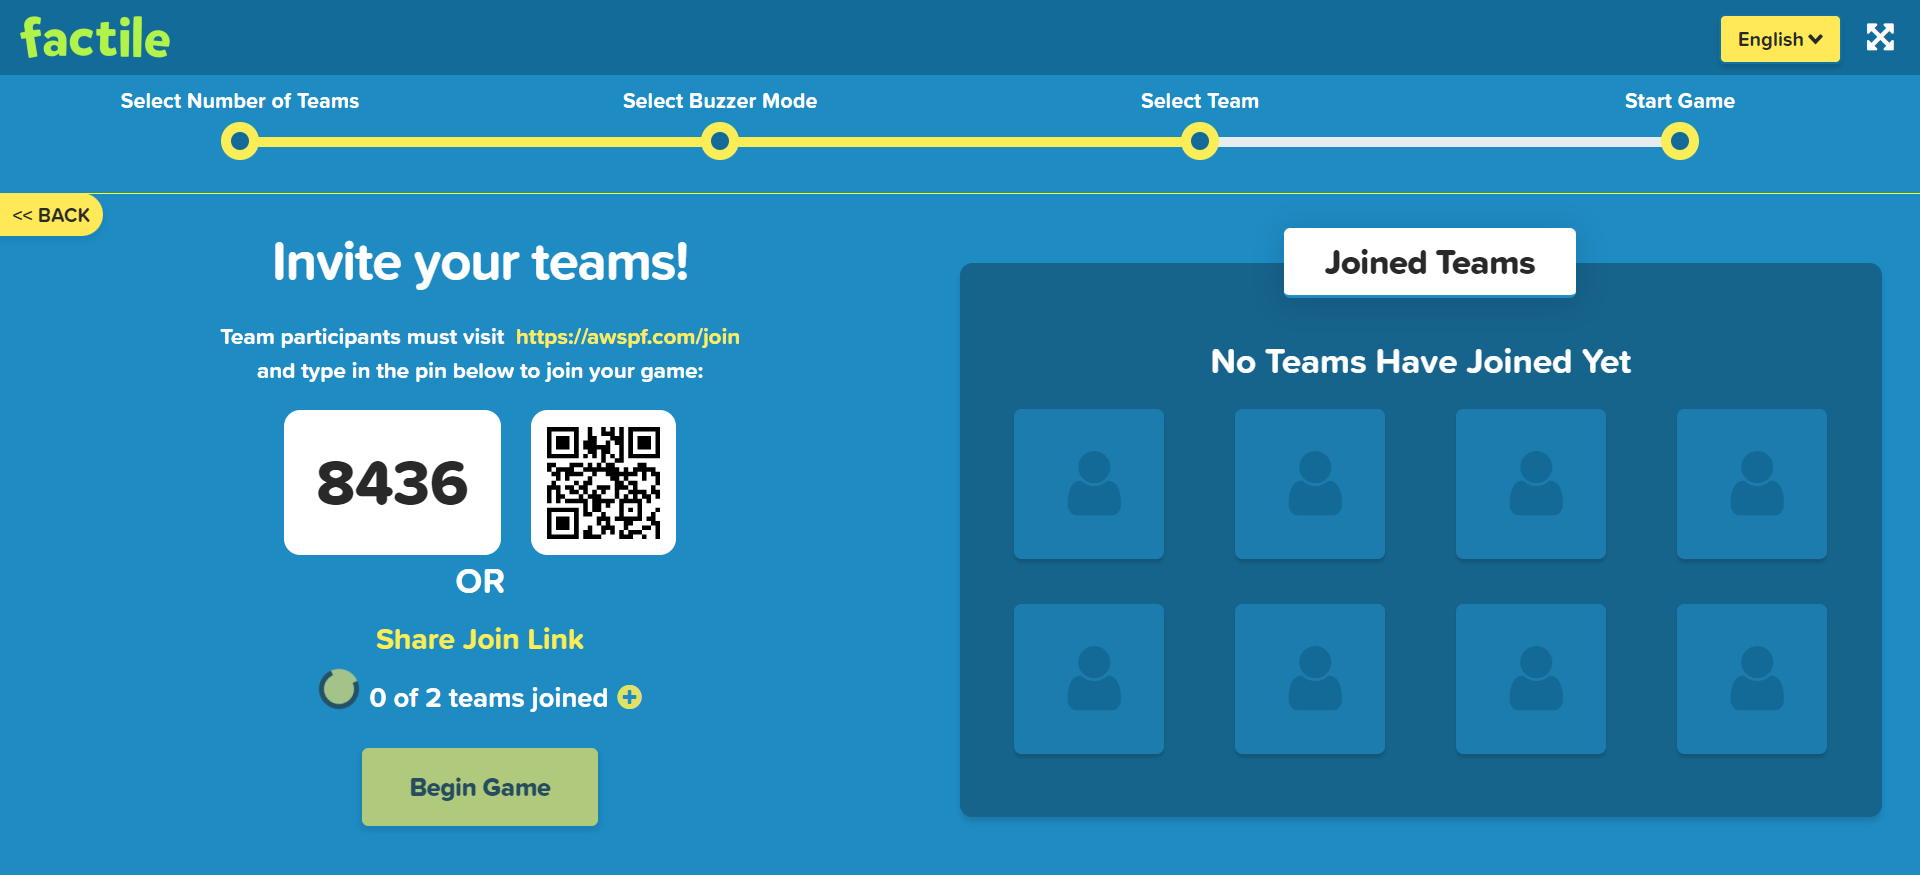 factile
English
Select Number of Teams
Select Buzzer Mode
Select Team
Start Game
<< BACK
Invite your teams!
Team participants must visit https://awspf.com/join
and type in the pin below to join your game:
8436
OR
Share Join Link
0 of 2 teams joined
Begin Game
Joined Teams
No Teams Have Joined Yet